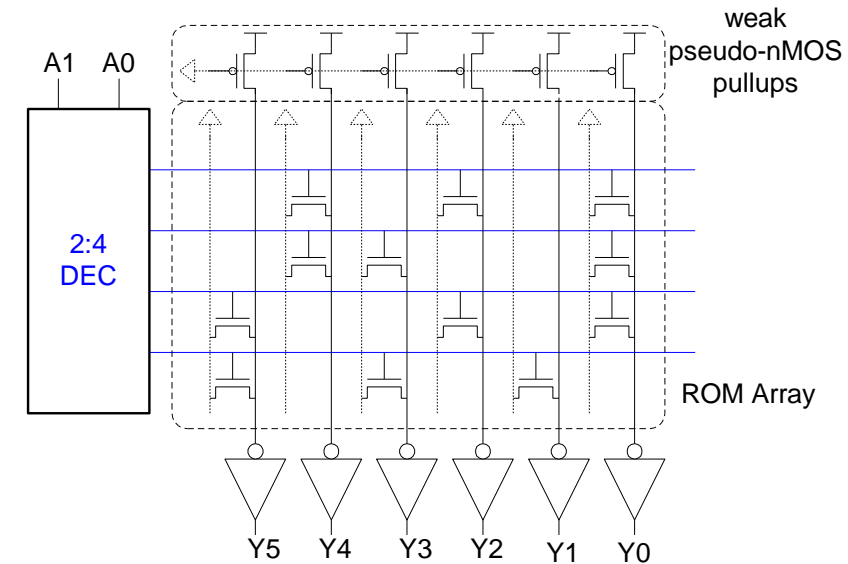 weak
pseudo-nMOS
pullups
A1 A0
2:4
DEC
ROM Array
Y5 Y4 Y3 Y2 Y1 Y0